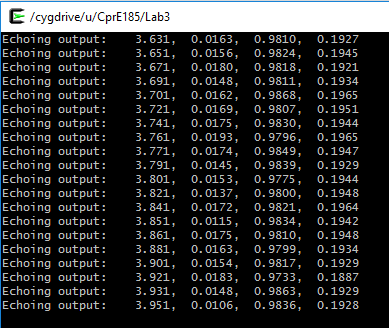 /cygdrive/u/CprE185/Lab3
Echoing output:    3.631,  0.0163,  0.9810,  0.1927
Echoing output:    3.651,  0.0156,  0.9824,  0.1945
Echoing output:    3.671,  0.0180,  0.9818,  0.1921
Echoing output:    3.691,  0.0148,  0.9811,  0.1934
Echoing output:    3.701,  0.0162,  0.9868,  0.1965
Echoing output:    3.721,  0.0169,  0.9807,  0.1951
Echoing output:    3.741,  0.0175,  0.9830,  0.1944
Echoing output:    3.761,  0.0193,  0.9796,  0.1965
Echoing output:    3.771,  0.0174,  0.9849,  0.1947
Echoing output:    3.791,  0.0145,  0.9839,  0.1929
Echoing output:    3.801,  0.0153,  0.9775,  0.1944
Echoing output:    3.821,  0.0137,  0.9800,  0.1948
Echoing output:    3.841,  0.0172,  0.9821,  0.1964
Echoing output:    3.851,  0.0115,  0.9834,  0.1942
Echoing output:    3.861,  0.0175,  0.9810,  0.1948
Echoing output:    3.881,  0.0163,  0.9799,  0.1934
Echoing output:    3.901,  0.0154,  0.9817,  0.1929
Echoing output:    3.921,  0.0183,  0.9733,  0.1887
Echoing output:    3.931,  0.0148,  0.9863,  0.1929
Echoing output:    3.951,  0.0106,  0.9836,  0.1928